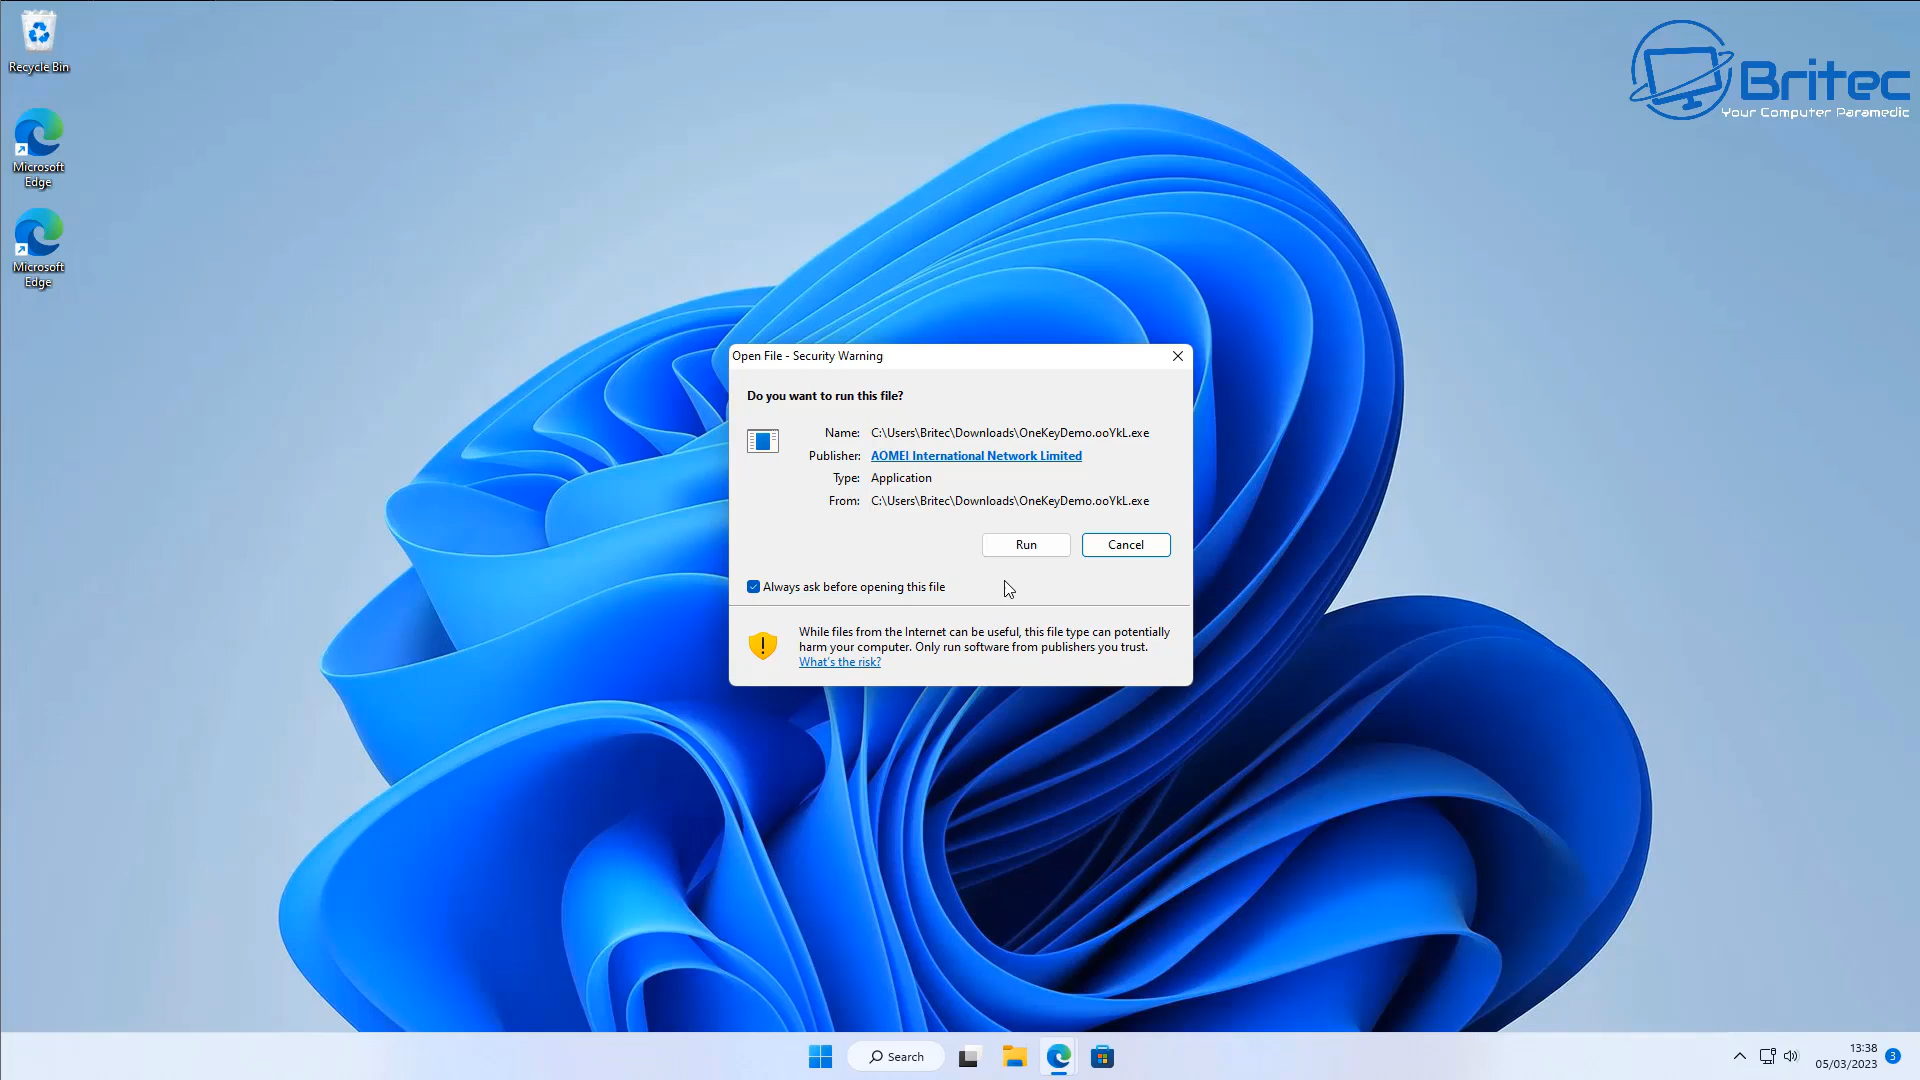 Recycle Bin
Microsoft
Edge
Microsoft
Edge
Britec
Your Computer Paramedic
Open File - Security Warning
Do you want to run this file?
Name: C:\Users\Britec\Downloads\OneKeyDemo.ooYkL.exe
Publisher: AOMEI International Network Limited
Type: Application
From: C:\Users\Britec\Downloads\OneKeyDemo.ooYkL.exe
Run Cancel
Always ask before opening this file
While files from the Internet can be useful, this file type can potentially
harm your computer. Only run software from publishers you trust.
What's the risk?
Search
13:38
05/03/2023
3